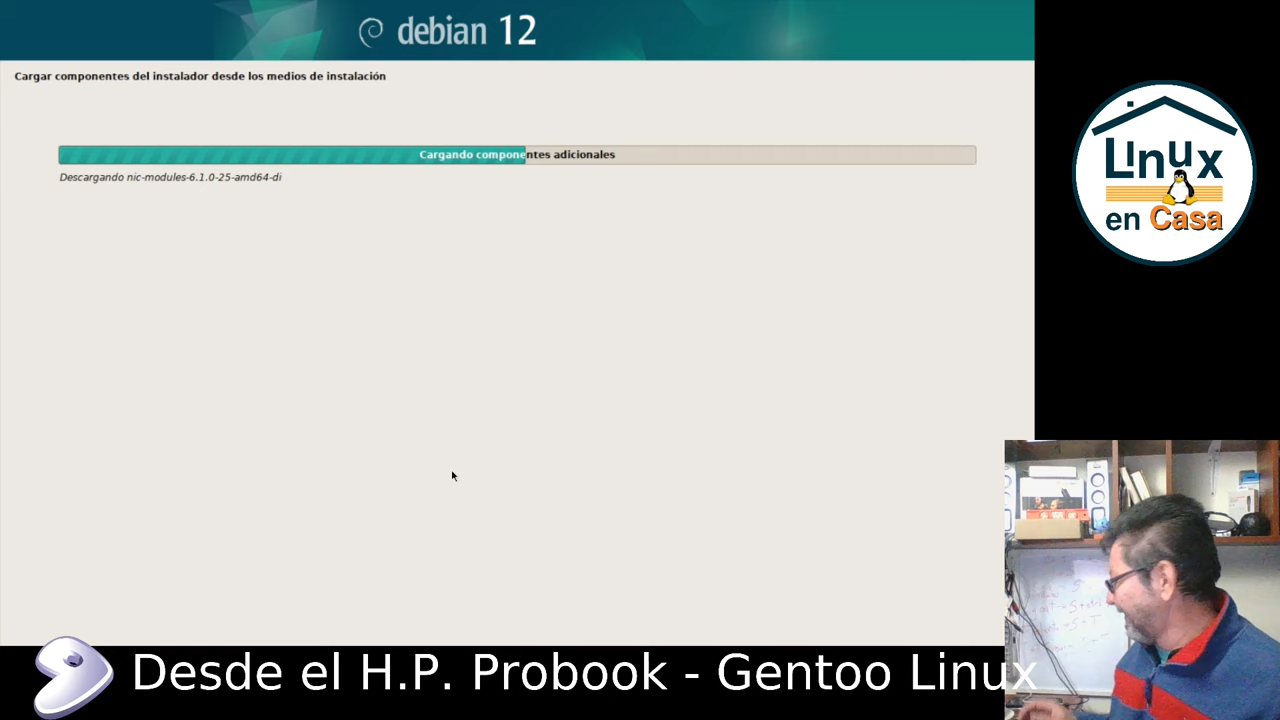 debian 12
Cargar componentes del instalador desde los medios de instalación
Cargando componentes adicionales
Descargando nic-modules-6.1.0-25-amd64-di
Linux
en Casa
Desde el H.P. Probook - Gentoo Linux